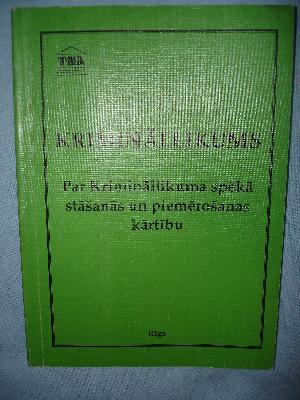 TNA
KRIMINĀLLIKUMS
Par Krimināllikuma spēkā
stāšanās un piemērošanas
kārtību
Rīga